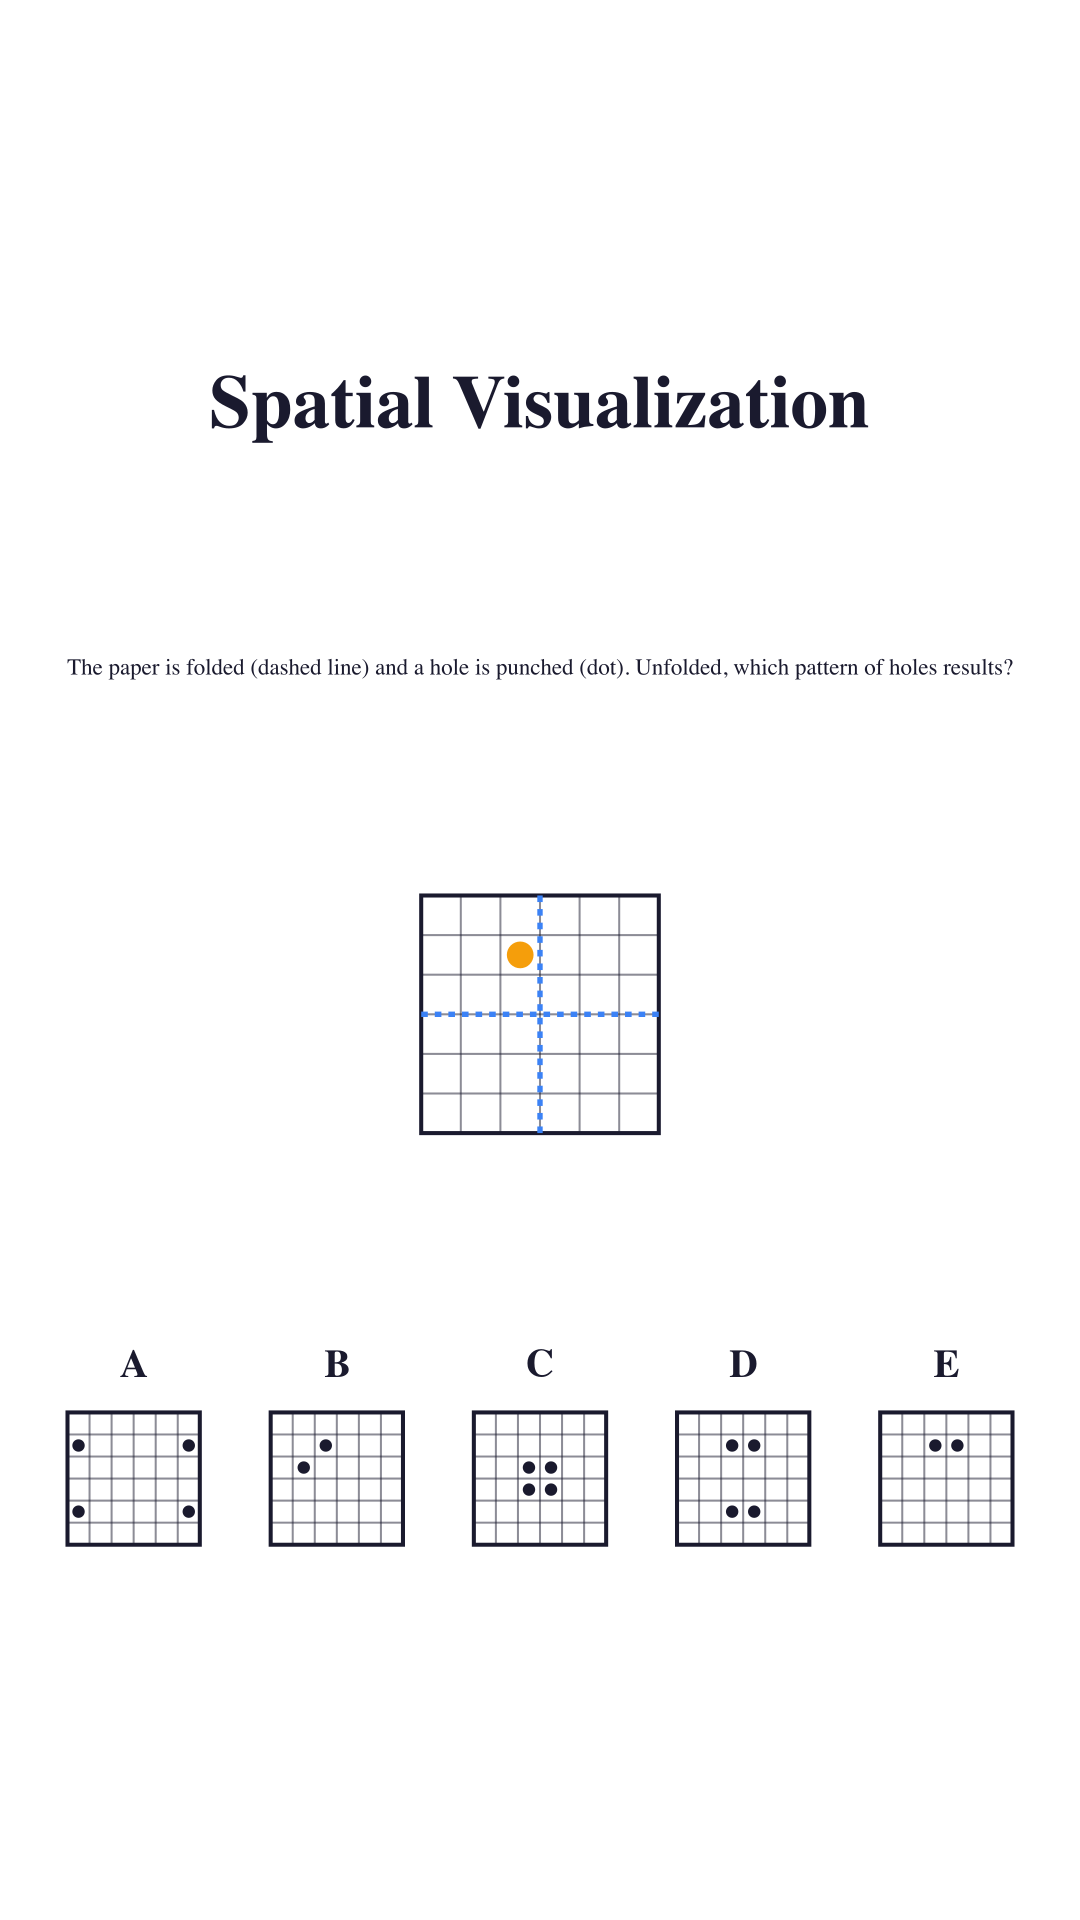 Spatial Visualization
The paper is folded (dashed line) and a hole is punched (dot). Unfolded, which pattern of holes results?
A B C D E